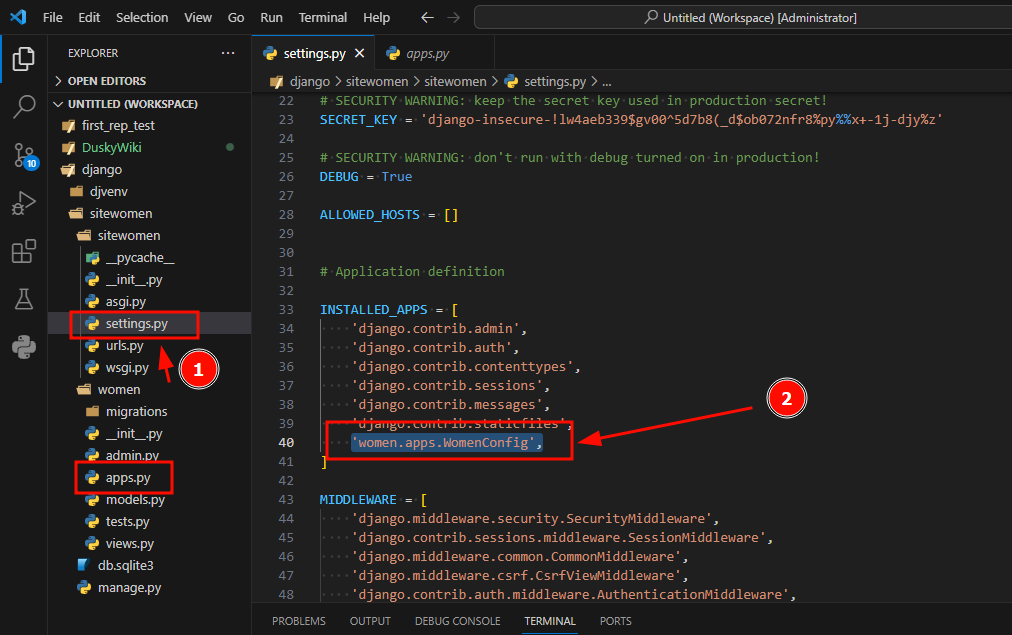 File Edit Selection View Go Run Terminal Help
Untitled (Workspace) [Administrator]
EXPLORER
settings.py
apps.py
OPEN EDITORS
django > sitewomen > sitewomen > settings.py > ...
UNTITLED (WORKSPACE)
first_rep_test
DuskyWiki
django
djvenv
sitewomen
sitewomen
__pycache__
__init__.py
asgi.py
settings.py
urls.py
wsgi.py
women
migrations
__init__.py
admin.py
apps.py
models.py
tests.py
views.py
db.sqlite3
manage.py
10
1
2
22 # SECURITY WARNING: keep the secret key used in production secret!
23 SECRET_KEY = 'django-insecure-!lw4aeb339$gv00^5d7b8(_d$ob072nfr8%py%%x+-1j-djy%z'
24
25 # SECURITY WARNING: don't run with debug turned on in production!
26 DEBUG = True
27
28 ALLOWED_HOSTS = []
29
30
31 # Application definition
32
33 INSTALLED_APPS = [
34 'django.contrib.admin',
35 'django.contrib.auth',
36 'django.contrib.contenttypes',
37 'django.contrib.sessions',
38 'django.contrib.messages',
39 'django.contrib.staticfiles',
40 'women.apps.WomenConfig',
41 ]
42
43 MIDDLEWARE = [
44 'django.middleware.security.SecurityMiddleware',
45 'django.contrib.sessions.middleware.SessionMiddleware',
46 'django.middleware.common.CommonMiddleware',
47 'django.middleware.csrf.CsrfViewMiddleware',
48 'django.contrib.auth.middleware.AuthenticationMiddleware',
PROBLEMS OUTPUT DEBUG CONSOLE TERMINAL PORTS